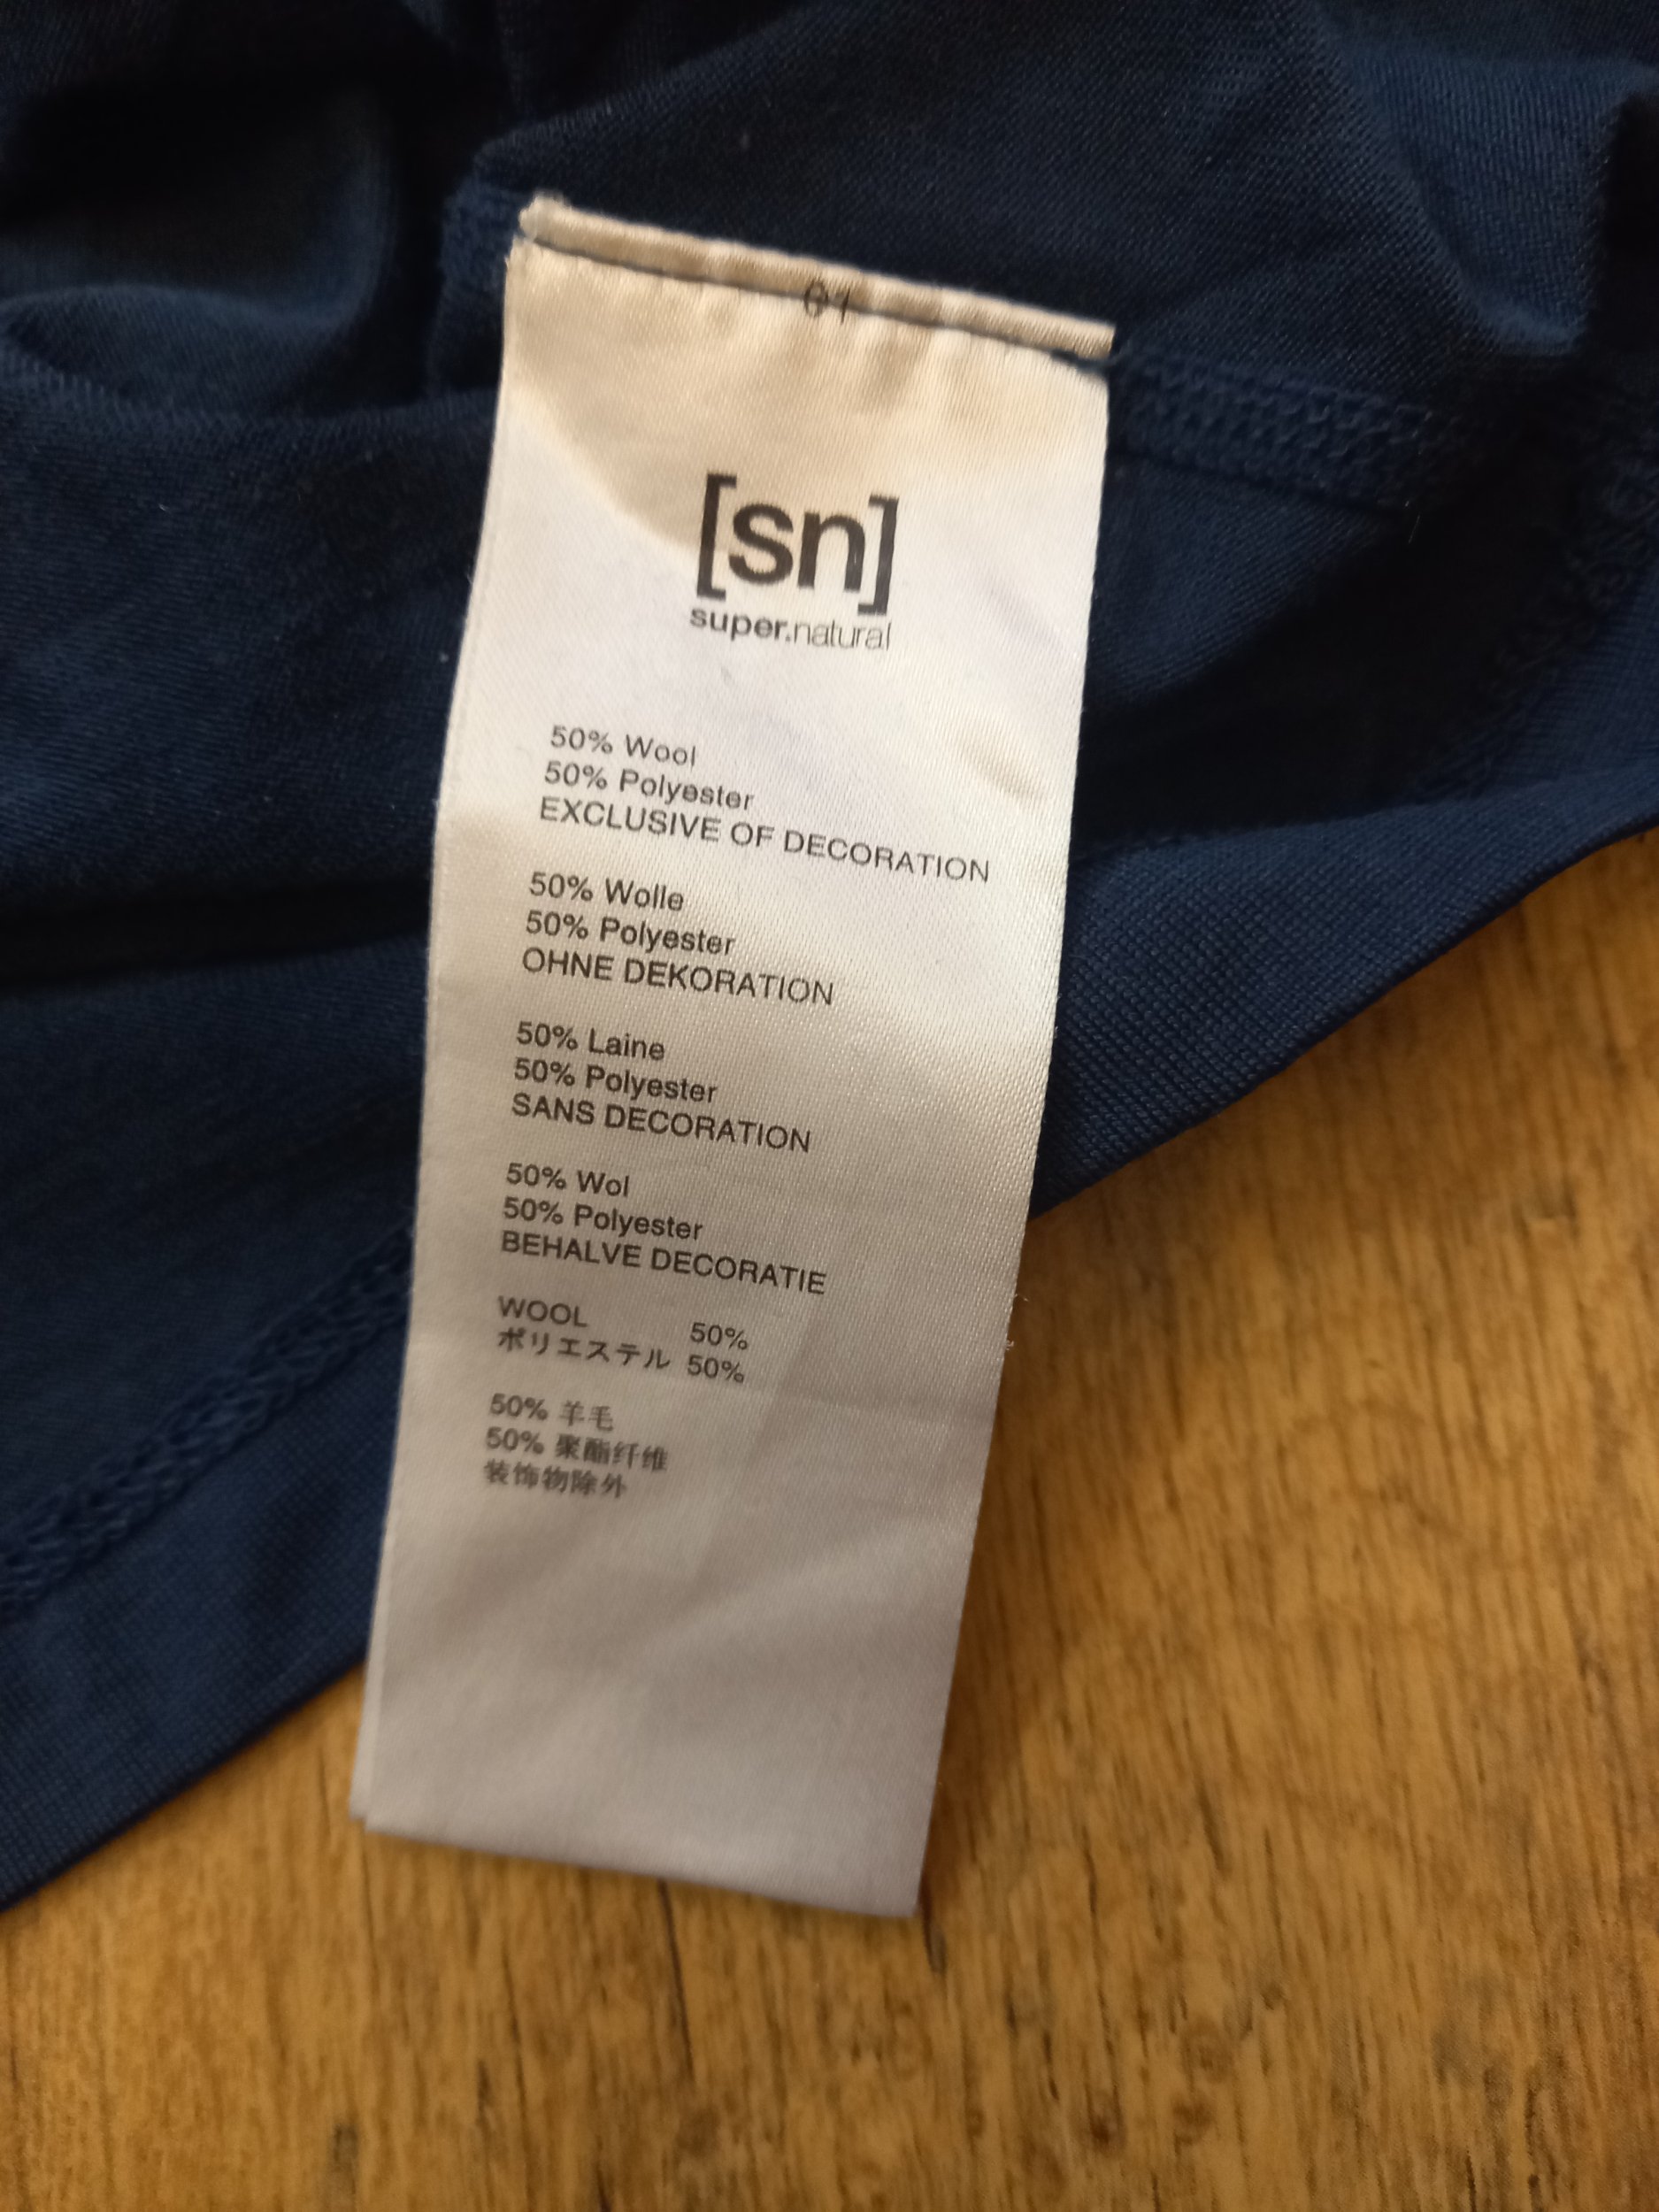 01
[sn]
super.natural
50% Wool
50% Polyester
EXCLUSIVE OF DECORATION
50% Wolle
50% Polyester
OHNE DEKORATION
50% Laine
50% Polyester
SANS DECORATION
50% Wol
50% Polyester
BEHALVE DECORATIE
WOOL 50%
ポリエステル 50%
50% 羊毛
50% 聚酯纤维
装饰物除外